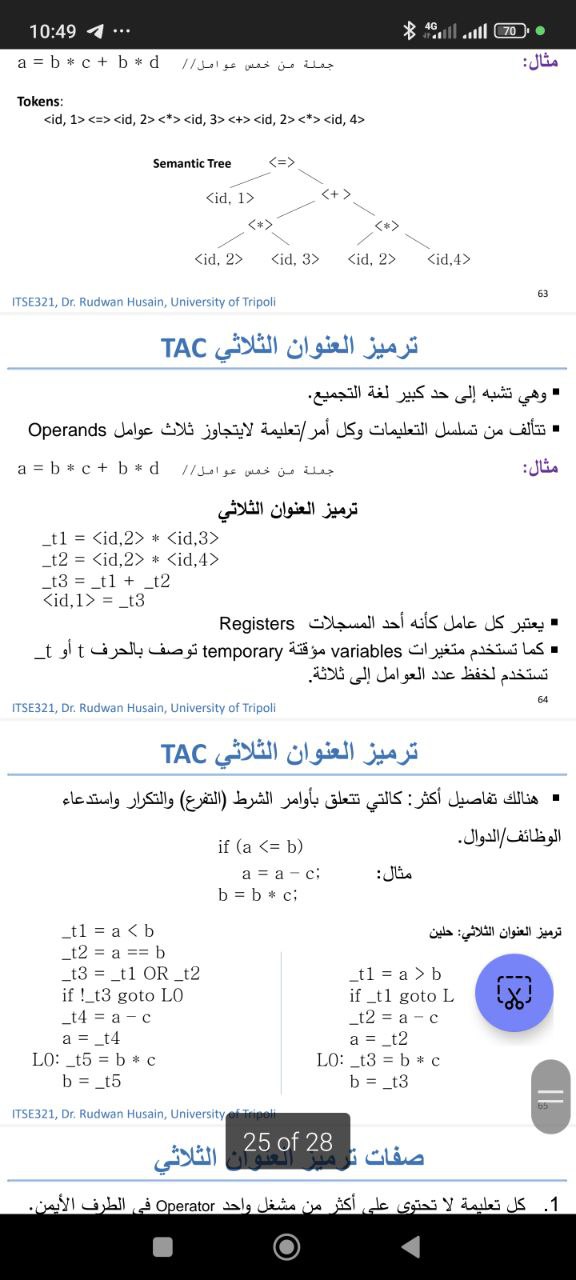 10:49
4G
70
مثال:
a = b * c + b * d //جملة من خمس عوامل
Tokens:
<id, 1> <=> <id, 2> <*> <id, 3> <+> <id, 2> <*> <id, 4>
Semantic Tree <=>
<id, 1> <+ >
<*> <*>
<id, 2> <id, 3> <id, 2> <id,4>
63
ITSE321, Dr. Rudwan Husain, University of Tripoli
ترميز العنوان الثلاثي TAC
▪ وهي تشبه إلى حد كبير لغة التجميع.
▪ تتألف من تسلسل التعليمات وكل أمر/تعليمة لايتجاوز ثلاث عوامل Operands
مثال:
a = b * c + b * d //جملة من خمس عوامل
ترميز العنوان الثلاثي
_t1 = <id,2> * <id,3>
_t2 = <id,2> * <id,4>
_t3 = _t1 + _t2
<id,1> = _t3
▪ يعتبر كل عامل كأنه أحد المسجلات Registers
▪ كما تستخدم متغيرات variables مؤقتة temporary توصف بالحرف t أو t_
تستخدم لخفظ عدد العوامل إلى ثلاثة.
64
ITSE321, Dr. Rudwan Husain, University of Tripoli
ترميز العنوان الثلاثي TAC
▪ هنالك تفاصيل أكثر: كالتي تتعلق بأوامر الشرط (التفرع) والتكرار واستدعاء
الوظائف/الدوال.
مثال:
if (a <= b)
a = a - c;
b = b * c;
ترميز العنوان الثلاثي: حلين
_t1 = a < b
_t2 = a == b
_t3 = _t1 OR _t2
if !_t3 goto L0
_t4 = a - c
a = _t4
L0: _t5 = b * c
b = _t5
_t1 = a > b
if _t1 goto L
_t2 = a - c
a = _t2
L0: _t3 = b * c
b = _t3
65
ITSE321, Dr. Rudwan Husain, University of Tripoli
25 of 28
صفات ترميز العنوان الثلاثي
1. كل تعليمة لا تحتوي على أكثر من مشغل واحد Operator في الطرف الأيمن.